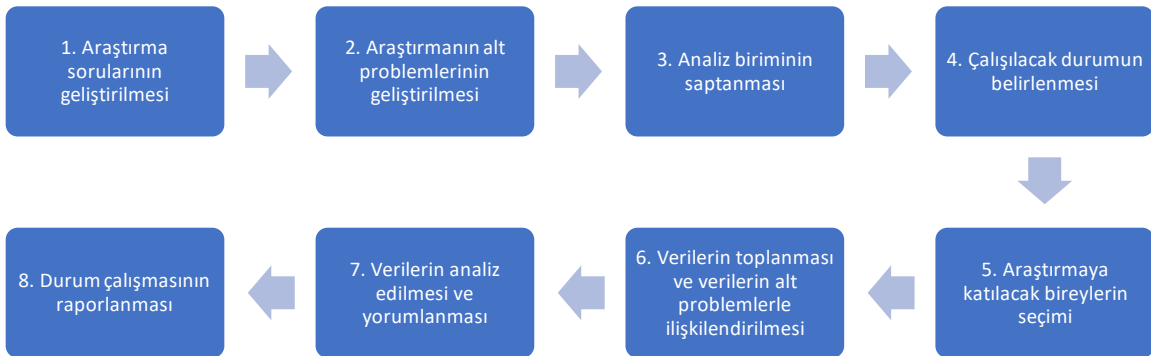 1. Araştırma
sorularının
geliştirilmesi
2. Araştırmanın alt
problemlerinin
geliştirilmesi
3. Analiz biriminin
saptanması
4. Çalışılacak durumun
belirlenmesi
5. Araştırmaya
katılacak bireylerin
seçimi
6. Verilerin toplanması
ve verilerin alt
problemlerle
ilişkilendirilmesi
7. Verilerin analiz
edilmesi ve
yorumlanması
8. Durum çalışmasının
raporlanması